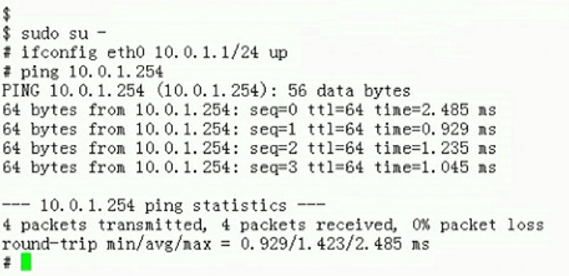 $
$ sudo su -
# ifconfig eth0 10.0.1.1/24 up
# ping 10.0.1.254
PING 10.0.1.254 (10.0.1.254): 56 data bytes
64 bytes from 10.0.1.254: seq=0 ttl=64 time=2.485 ms
64 bytes from 10.0.1.254: seq=1 ttl=64 time=0.929 ms
64 bytes from 10.0.1.254: seq=2 ttl=64 time=1.235 ms
64 bytes from 10.0.1.254: seq=3 ttl=64 time=1.045 ms
--- 10.0.1.254 ping statistics ---
4 packets transmitted, 4 packets received, 0% packet loss
round-trip min/avg/max = 0.929/1.423/2.485 ms
#